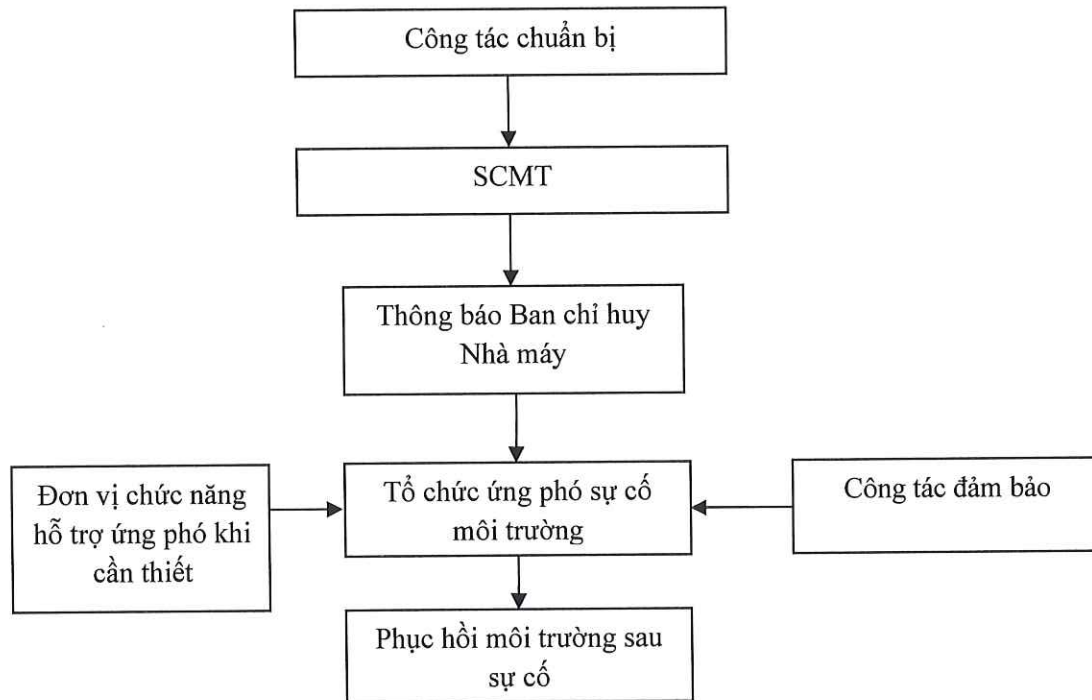 Công tác chuẩn bị
SCMT
Thông báo Ban chỉ huy
Nhà máy
Đơn vị chức năng
hỗ trợ ứng phó khi
cần thiết
Tổ chức ứng phó sự cố
môi trường
Công tác đảm bảo
Phục hồi môi trường sau
sự cố